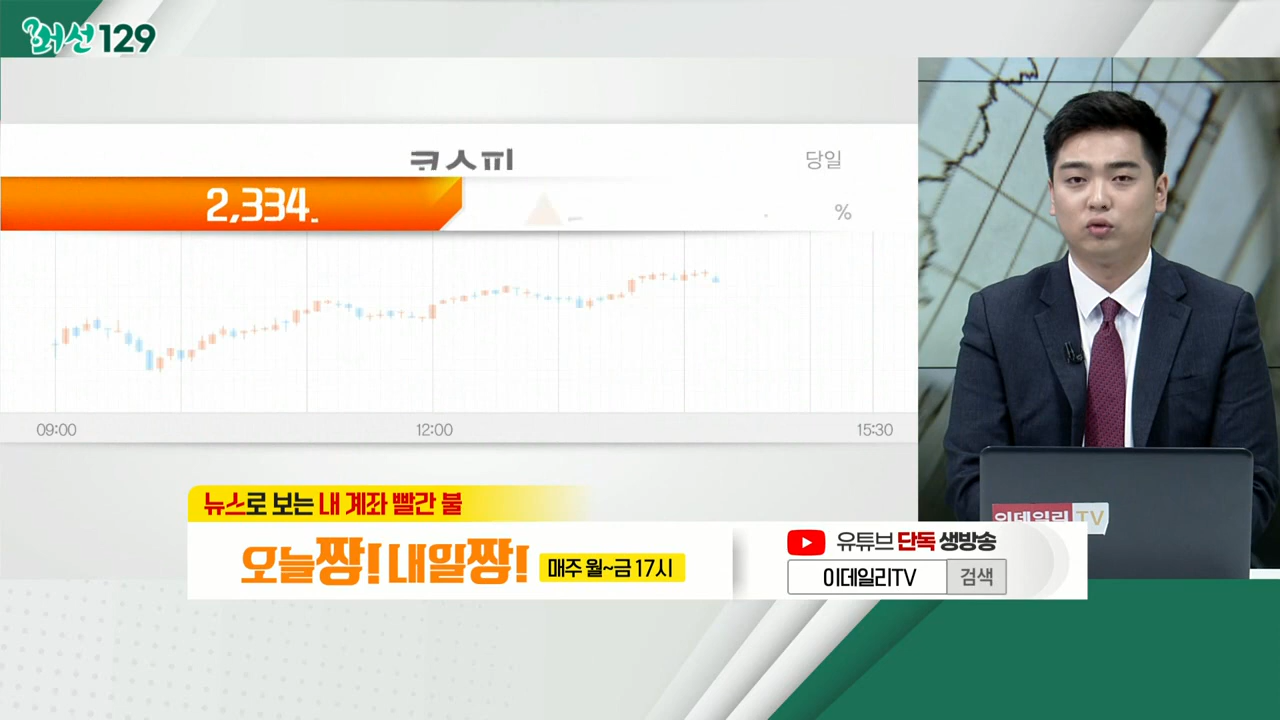 머선129
코스피
당일
2,334.
%
09:00
12:00
15:30
뉴스로 보는 내 계좌 빨간 불
오늘짱! 내일짱!
매주 월~금 17시
유튜브 단독 생방송
이데일리TV
검색
이데일리TV